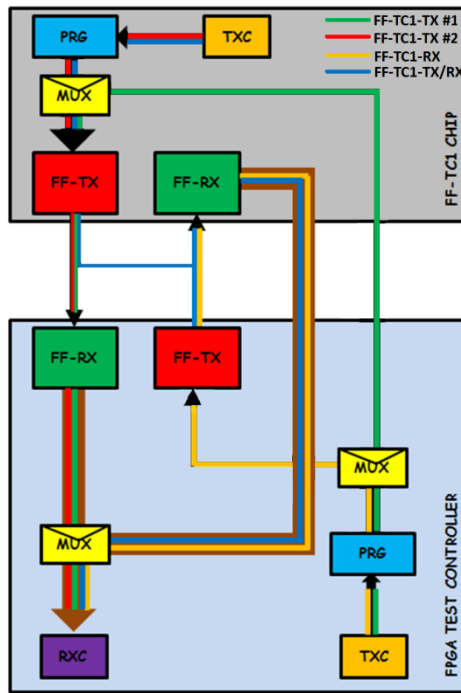 FF-TC1-TX #1
FF-TC1-TX #2
FF-TC1-RX
FF-TC1-TX/RX
PRG
TXC
MUX
FF-TX
FF-RX
FF-TC1 CHIP
FF-RX
FF-TX
MUX
MUX
PRG
RXC
TXC
FPGA TEST CONTROLLER